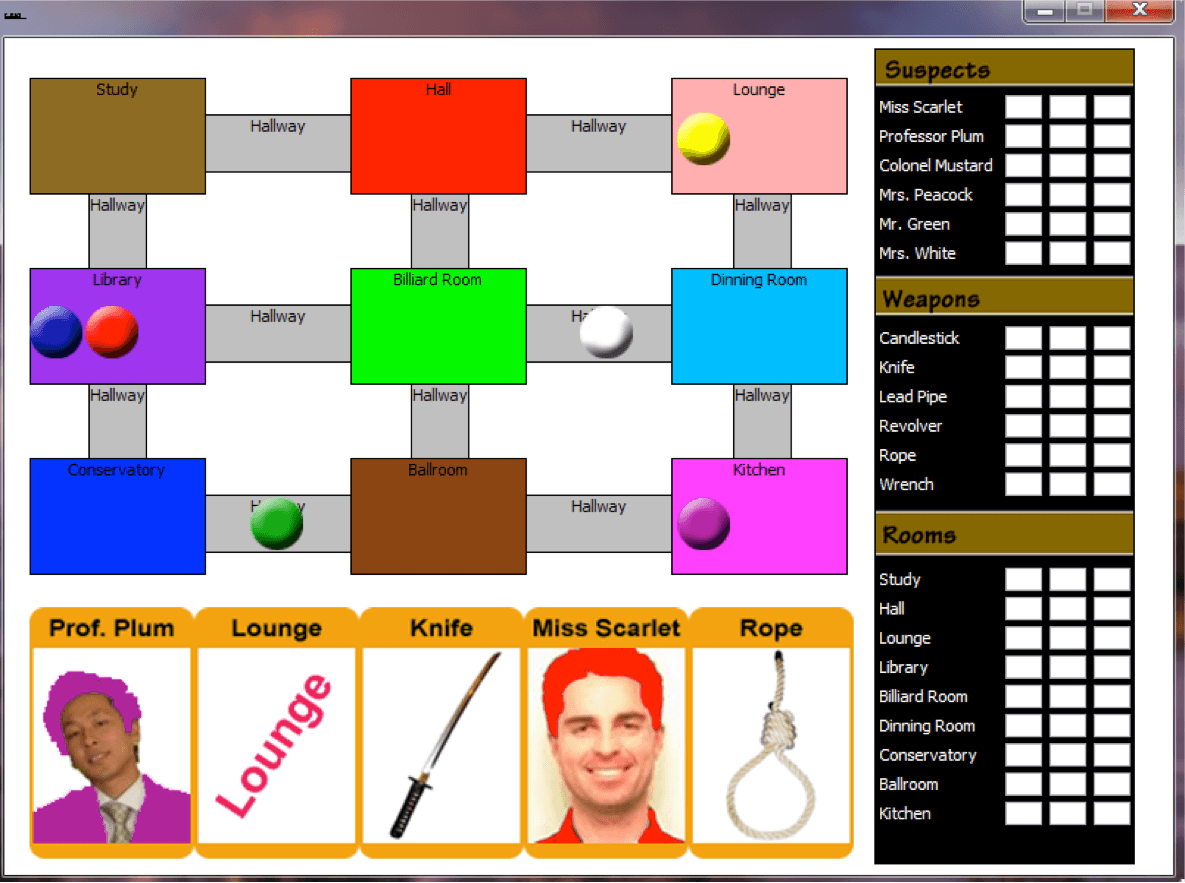 Study
Hall
Lounge
Hallway
Hallway
Hallway
Hallway
Hallway
Library
Billiard Room
Dinning Room
Hallway
Hallway
Hallway
Hallway
Conservatory
Ballroom
Kitchen
Hallway
Prof. Plum
Lounge
Knife
Miss Scarlet
Rope
Lounge
Suspects
Miss Scarlet
Professor Plum
Colonel Mustard
Mrs. Peacock
Mr. Green
Mrs. White
Weapons
Candlestick
Knife
Lead Pipe
Revolver
Rope
Wrench
Rooms
Study
Hall
Lounge
Library
Billiard Room
Dinning Room
Conservatory
Ballroom
Kitchen